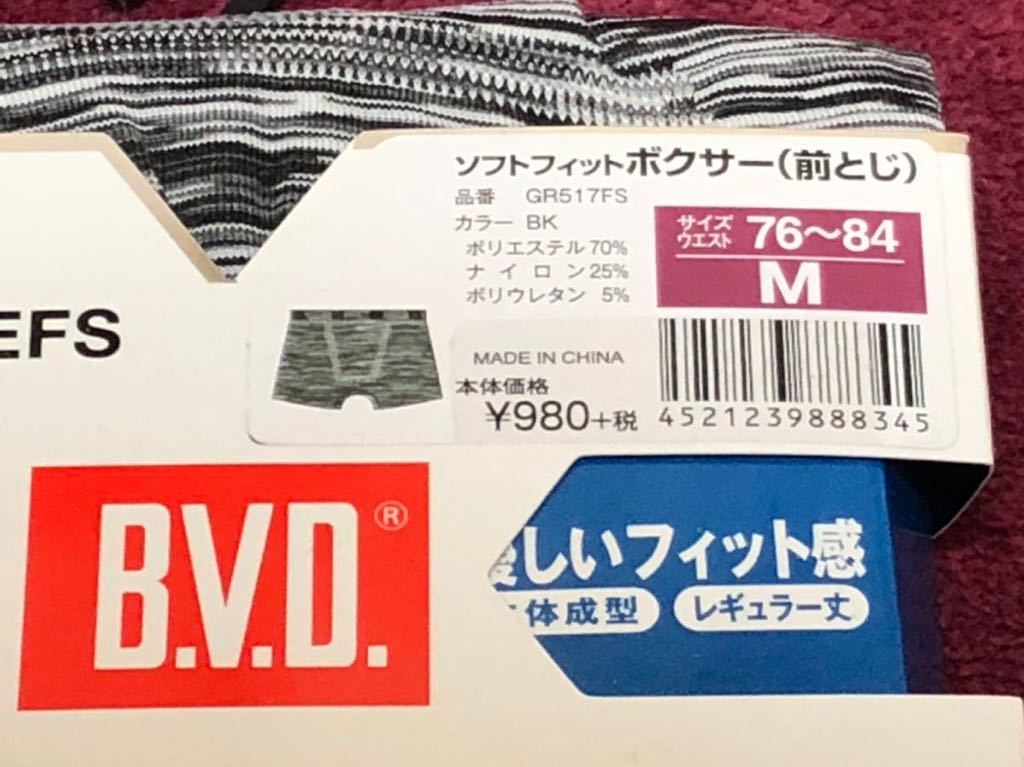 ソフトフィットボクサー(前とじ)
品番 GR517FS
カラー BK
ポリエステル 70%
ナイロン 25%
ポリウレタン 5%
サイズ
ウエスト 76～84
M
MADE IN CHINA
本体価格
¥980+税
4521239888345
EFS
B.V.D.®
しいフィット感
体成型 レギュラー丈